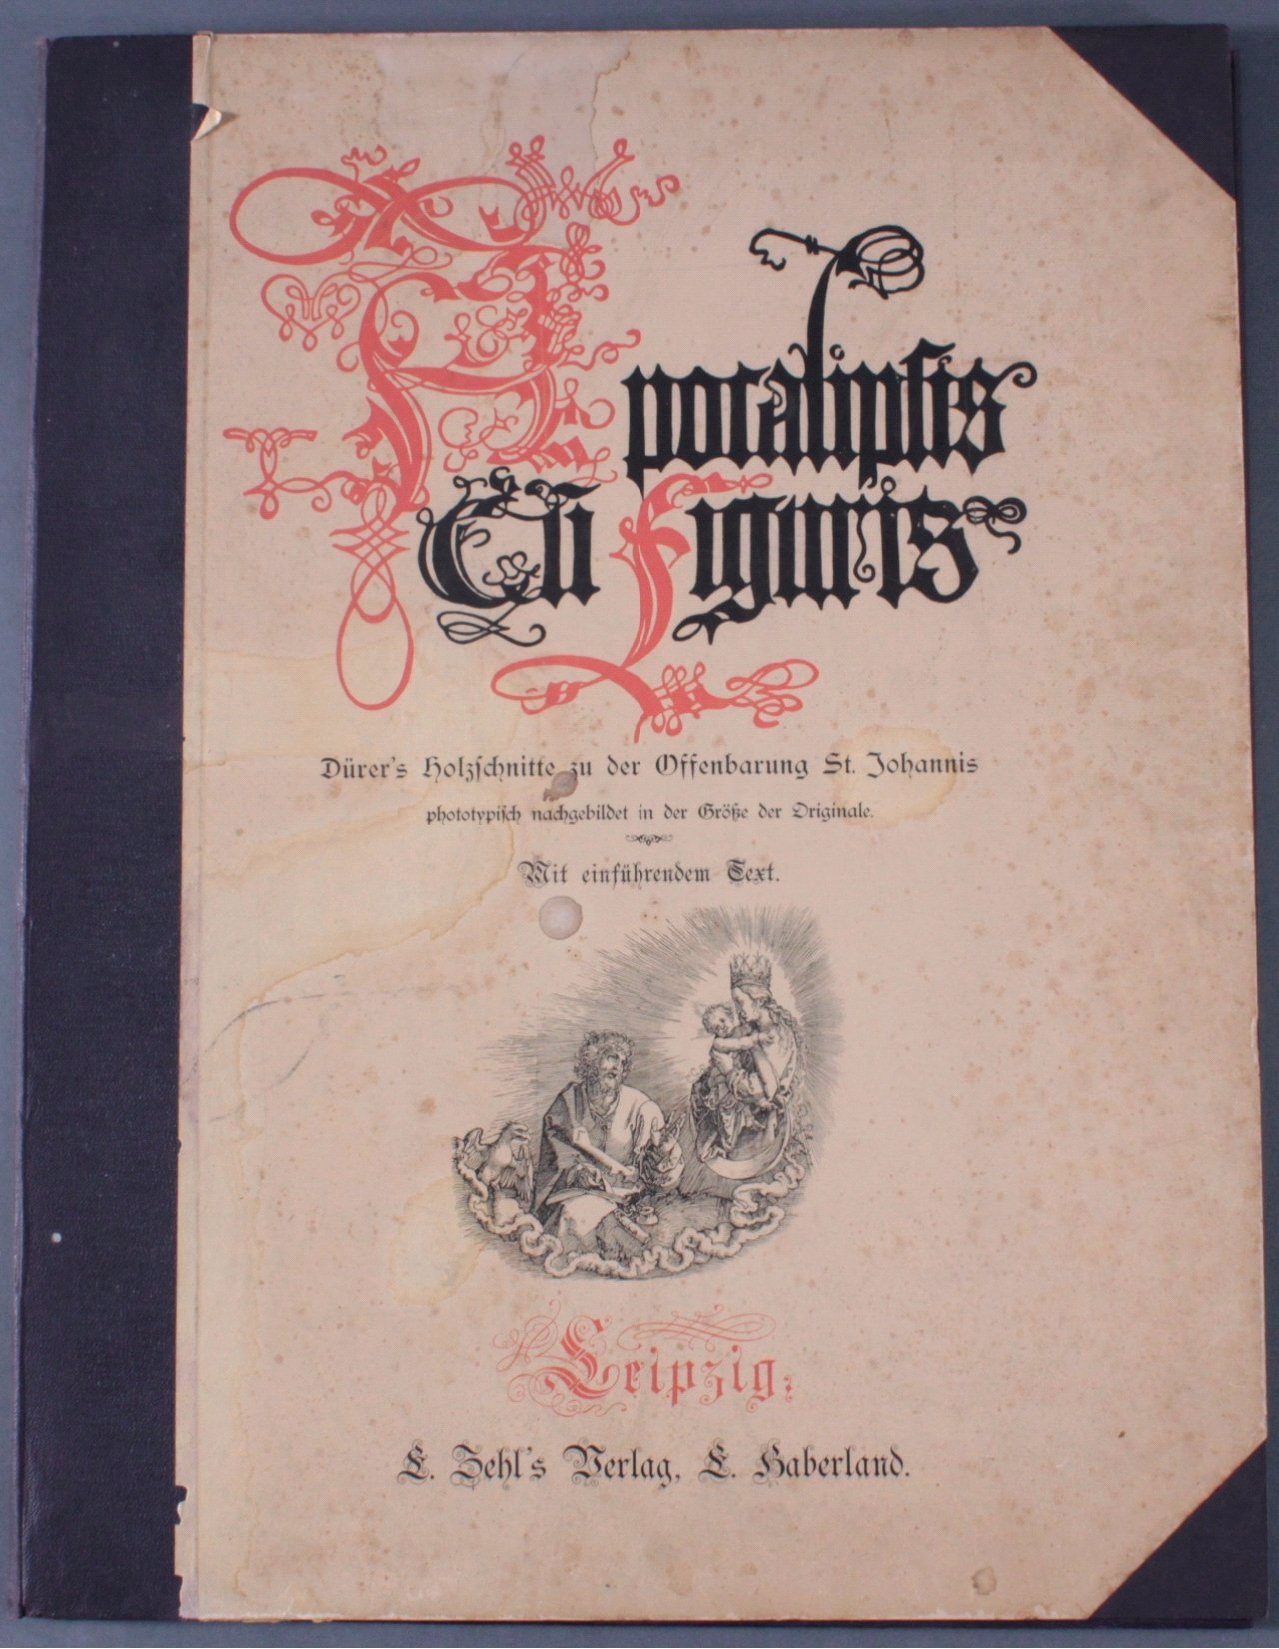 Apocalipſis
Cū Figuris
Dürer's Holzſchnitte zu der Offenbarung St. Johannis
phototypiſch nachgebildet in der Größe der Originale.
Mit einführendem Text.
Leipzig,
L. Zehl's Verlag, L. Haberland.